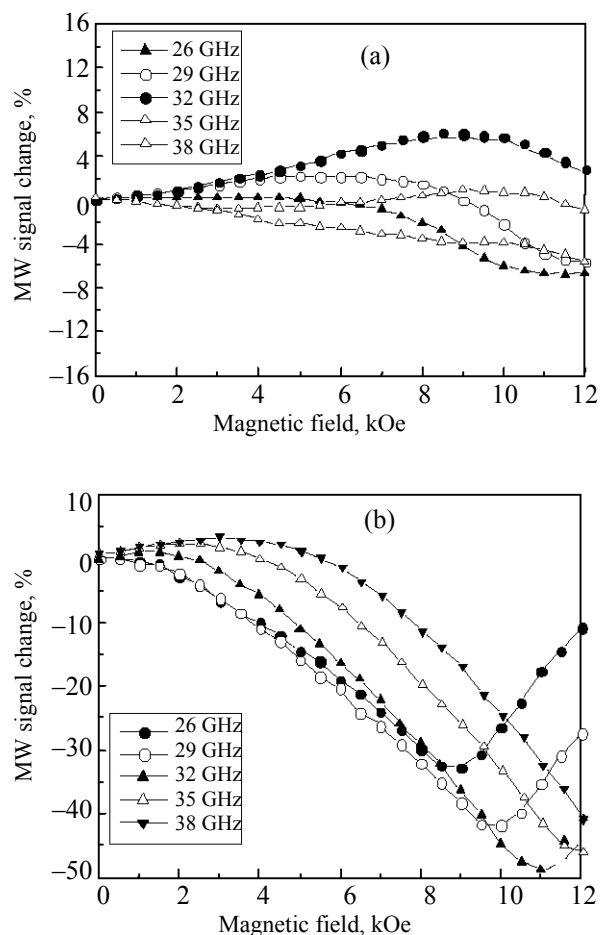 16
12
8
4
0
–4
–8
–12
–16
MW signal change, %
26 GHz
29 GHz
32 GHz
35 GHz
38 GHz
(a)
0 2 4 6 8 10 12
Magnetic field, kOe
10
0
–10
–20
–30
–40
–50
MW signal change, %
(b)
26 GHz
29 GHz
32 GHz
35 GHz
38 GHz
0 2 4 6 8 10 12
Magnetic field, kOe